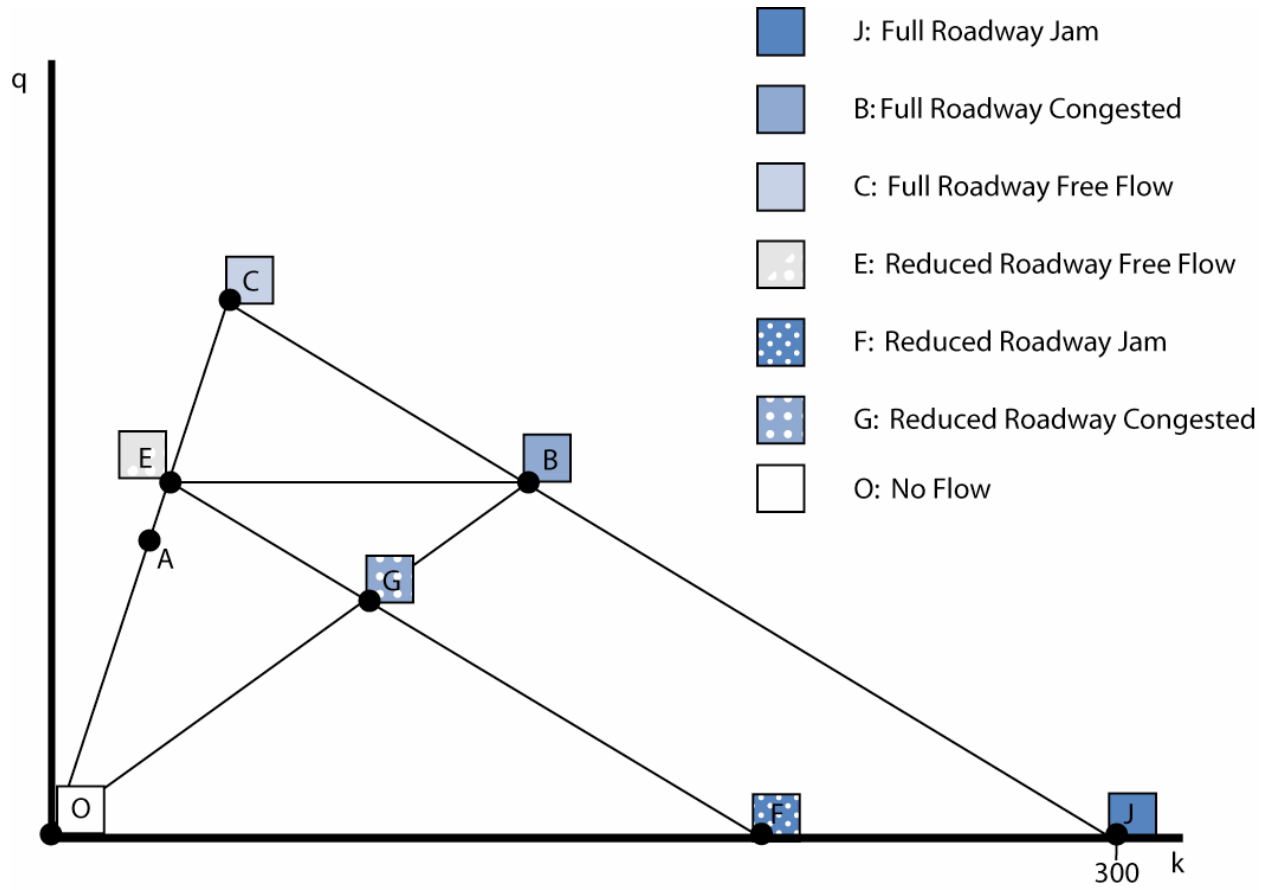 q
J: Full Roadway Jam
B: Full Roadway Congested
C: Full Roadway Free Flow
E: Reduced Roadway Free Flow
F: Reduced Roadway Jam
G: Reduced Roadway Congested
O: No Flow
C
E
B
A
G
O
F
J
300
k